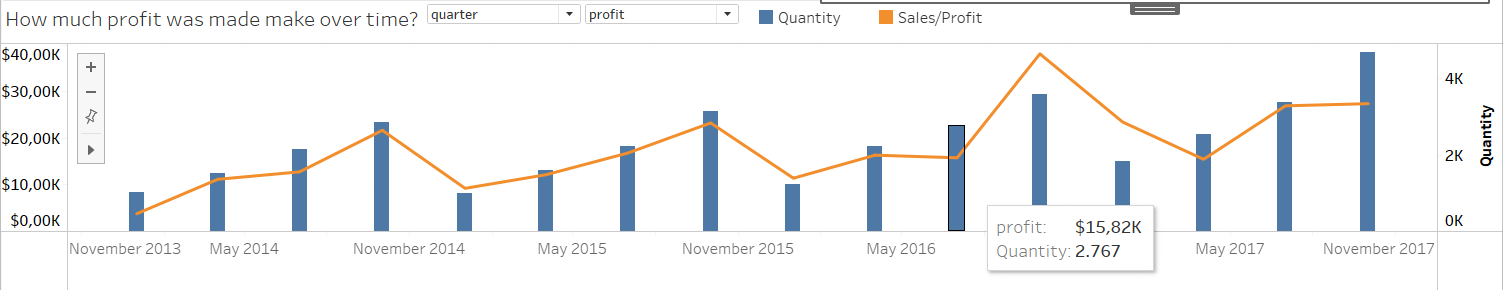 How much profit was made make over time? quarter profit Quantity Sales/Profit
$40,00K
$30,00K
$20,00K
$10,00K
$0,00K
4K
2K
0K
Quantity
profit: $15,82K
Quantity: 2.767
November 2013 May 2014 November 2014 May 2015 November 2015 May 2016 May 2017 November 2017